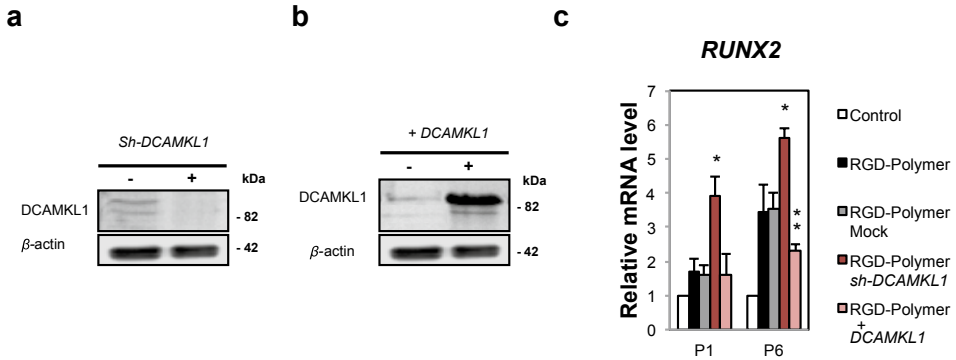 a
Sh-DCAMKL1
- +
kDa
DCAMKL1
- 82
β-actin
- 42
b
+ DCAMKL1
- +
kDa
DCAMKL1
- 82
β-actin
- 42
c
RUNX2
Relative mRNA level
7
6
5
4
3
2
1
0
*
*
*
*
P1
P6
Control
RGD-Polymer
RGD-Polymer
Mock
RGD-Polymer
sh-DCAMKL1
RGD-Polymer
+
DCAMKL1